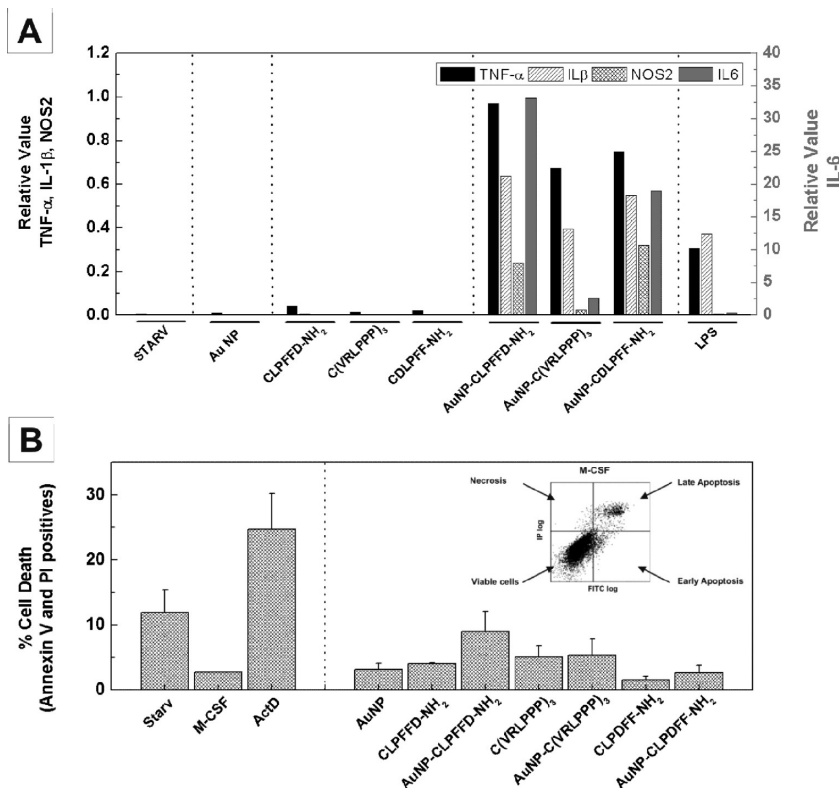 A
1.2
1.0
0.8
0.6
0.4
0.2
0.0
Relative Value
TNF-α, IL-1β, NOS2
TNF-α ILβ NOS2 IL6
40
35
30
25
20
15
10
5
0
Relative Value
IL-6
STARV
Au NP
CLPFFD-NH₂
C(VRLPPP)₃
CDLPFF-NH₂
AuNP-CLPFFD-NH₂
AuNP-C(VRLPPP)₃
AuNP-CDLPFF-NH₂
LPS
B
30
20
10
0
% Cell Death
(Annexin V and PI positives)
M-CSF
Necrosis
Late Apoptosis
IP log
Viable cells
FITC log
Early Apoptosis
Starv
M-CSF
ActD
AuNP
CLPFFD-NH₂
AuNP-CLPFFD-NH₂
C(VRLPPP)₃
AuNP-C(VRLPPP)₃
CLPDFF-NH₂
AuNP-CLPDFF-NH₂